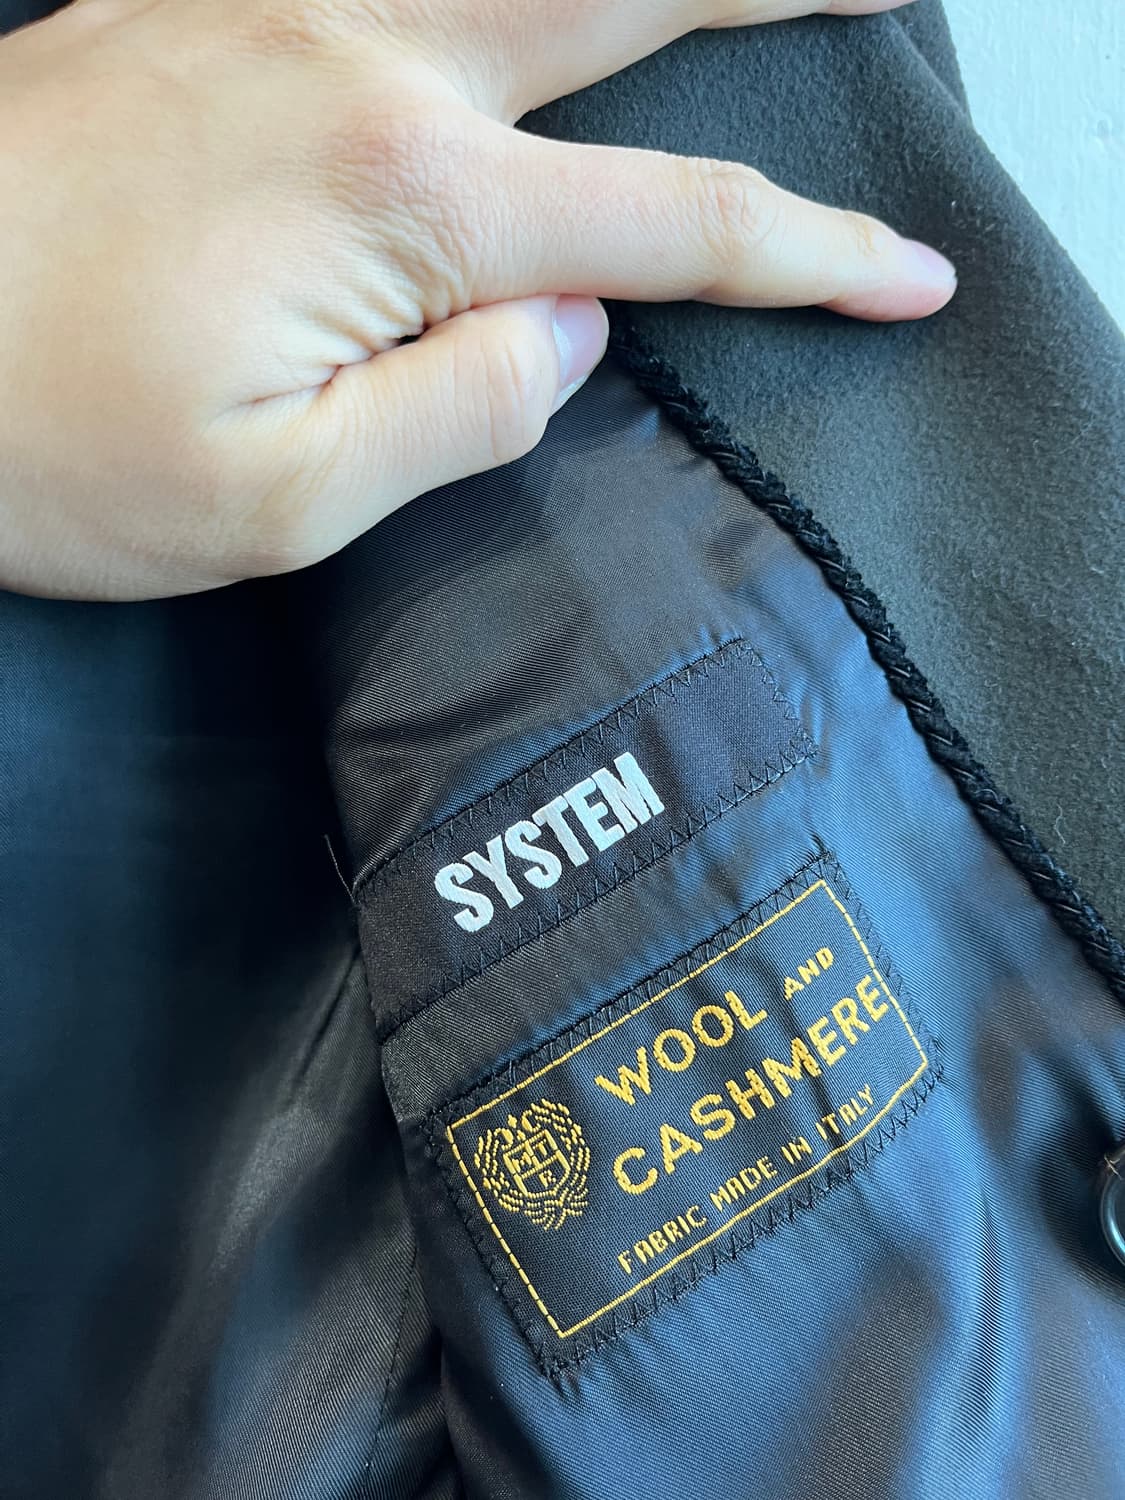 SYSTEM
WOOL AND
CASHMERE
FABRIC MADE IN ITALY